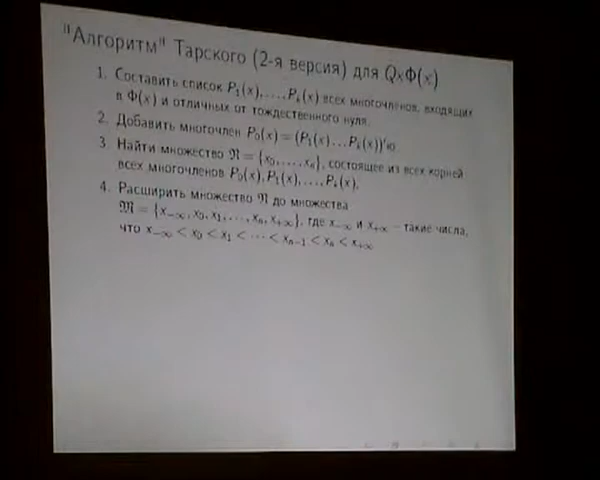 "Алгоритм" Тарского (2-я версия) для QxΦ(x)
1. Составить список P₁(x),...,Pₖ(x) всех многочленов, входящих
в Φ(x) и отличных от тождественного нуля.
2. Добавить многочлен P₀(x) = (P₁(x)...Pₖ(x))′ю
3. Найти множество 𝔑 = {x₀,...,xₙ}, состоящее из всех корней
всех многочленов P₀(x), P₁(x),...,Pₖ(x).
4. Расширить множество 𝔑 до множества
𝔐 = {x₋∞, x₀, x₁,...,xₙ, x₊∞}, где x₋∞ и x₊∞ – такие числа,
что x₋∞ < x₀ < x₁ < ⋯ < xₙ₋₁ < xₙ < x₊∞